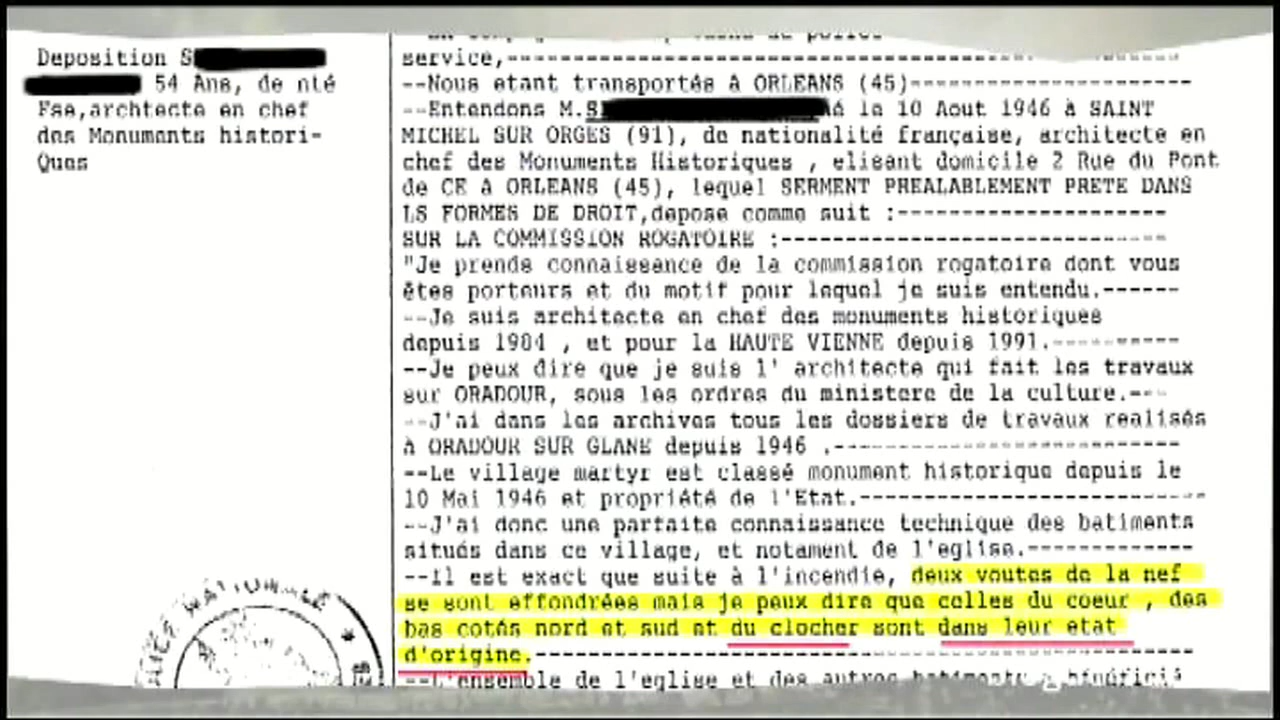 Deposition S
54 Ans, de nté
Fse,archtecte en chef
des Monuments histori-
Ques
service,
--Nous etant transportés à ORLEANS (45)
--Entendons M.S é le 10 Aout 1946 à SAINT
MICHEL SUR ORGES (91), de nationalité française, architecte en
chef des Monuments Historiques , elisant domicile 2 Rue du Pont
de CE à ORLEANS (45), lequel SERMENT PREALABLEMENT PRETE DANS
LS FORMES DE DROIT,depose comme suit :
SUR LA COMMISSION ROGATOIRE :
"Je prends connaissance de la commission rogatoire dont vous
êtes porteurs et du motif pour lequel je suis entendu.
--Je suis architecte en chef des monuments historiques
depuis 1984 , et pour la HAUTE VIENNE depuis 1991.
--Je peux dire que je suis l' architecte qui fait les travaux
sur ORADOUR, sous les ordres du ministere de la culture.
--J'ai dans les archives tous les dossiers de travaux realisés
à ORADOUR SUR GLANE depuis 1946 .
--Le village martyr est classé monument historique depuis le
10 Mai 1946 et propriété de l'Etat.
--J'ai donc une parfaite connaissance technique des batiments
situés dans ce village, et notament de l'eglise.
--Il est exact que suite à l'incendie, deux voutes de la nef
se sont effondrées mais je peux dire que celles du coeur , des
bas cotés nord et sud et du clocher sont dans leur etat
d'origine.
--L'ensemble de l'eglise et des autres batiments a bénéficié
NATIONALE